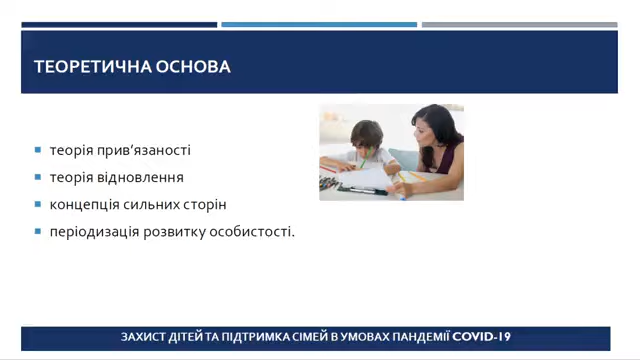 ТЕОРЕТИЧНА ОСНОВА
теорія прив’язаності
теорія відновлення
концепція сильних сторін
періодизація розвитку особистості.
ЗАХИСТ ДІТЕЙ ТА ПІДТРИМКА СІМЕЙ В УМОВАХ ПАНДЕМІЇ COVID-19